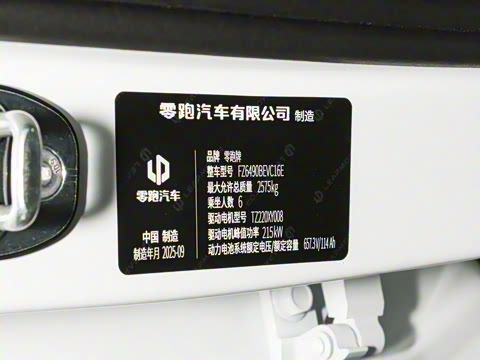 零跑汽车有限公司 制造
品牌 零跑牌
整车型号 FZ6490BEVC16E
最大允许总质量 2575kg
乘坐人数 6
驱动电机型号 TZ220XY008
驱动电机峰值功率 215kW
动力电池系统额定电压/额定容量 657.3V/114Ah
零跑汽车
中国 制造
制造年月 2025-09